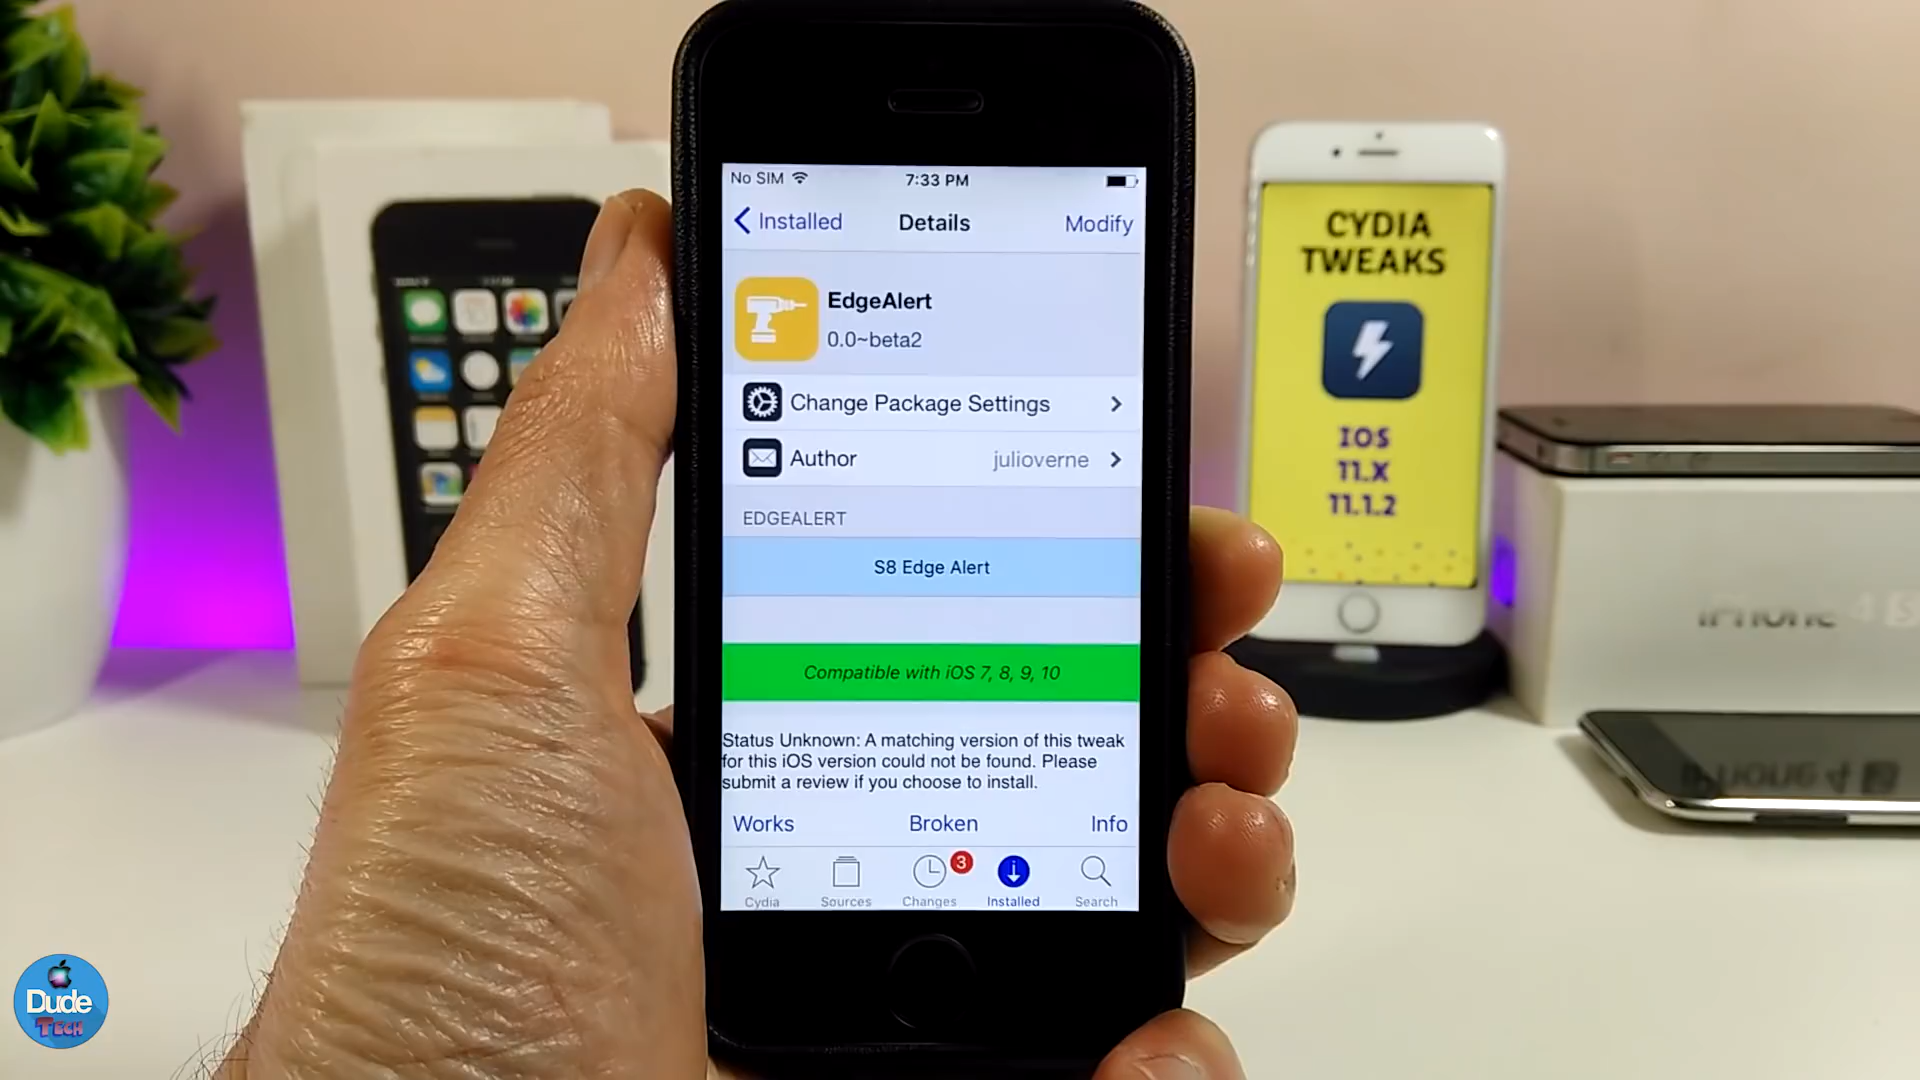 No SIM
7:33 PM
Installed
Details
Modify
EdgeAlert
0.0~beta2
Change Package Settings
Author
julioverne
EDGEALERT
S8 Edge Alert
Compatible with iOS 7, 8, 9, 10
Status Unknown: A matching version of this tweak
for this iOS version could not be found. Please
submit a review if you choose to install.
Works
Broken
Info
3
Cydia
Sources
Changes
Installed
Search
CYDIA
TWEAKS
IOS
11.X
11.1.2
iPhone 4S
Dude
TECH